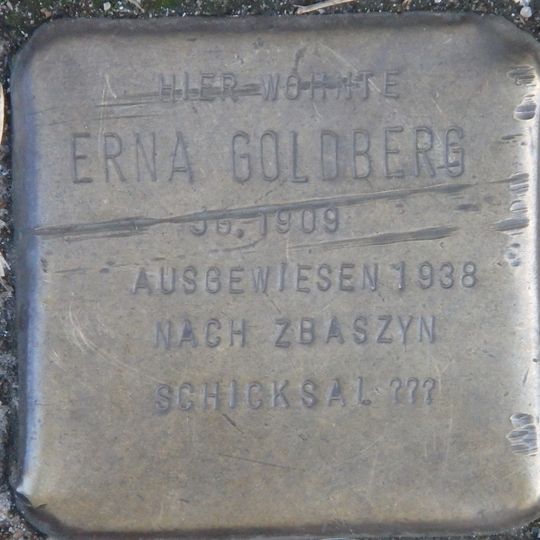 HIER WOHNTE
ERNA GOLDBERG
JG. 1909
AUSGEWIESEN 1938
NACH ZBASZYN
SCHICKSAL ???